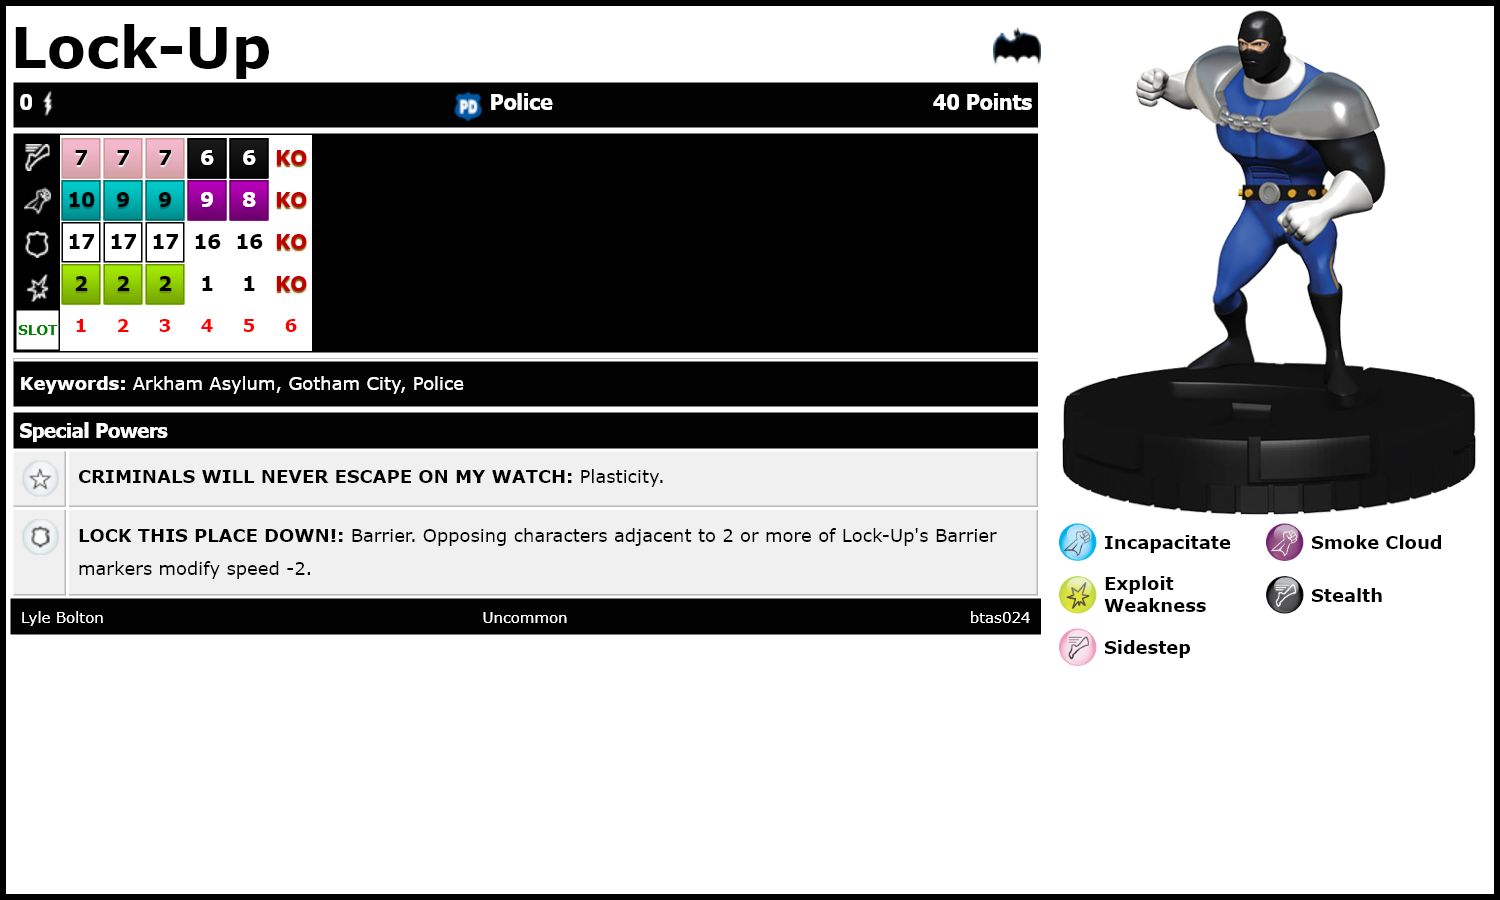 Lock-Up
0 PD Police 40 Points
7 7 7 6 6 KO
10 9 9 9 8 KO
17 17 17 16 16 KO
2 2 2 1 1 KO
SLOT 1 2 3 4 5 6
Keywords: Arkham Asylum, Gotham City, Police
Special Powers
CRIMINALS WILL NEVER ESCAPE ON MY WATCH: Plasticity.
LOCK THIS PLACE DOWN!: Barrier. Opposing characters adjacent to 2 or more of Lock-Up's Barrier
markers modify speed -2.
Lyle Bolton Uncommon btas024
Incapacitate Smoke Cloud
Exploit
Weakness
Stealth
Sidestep